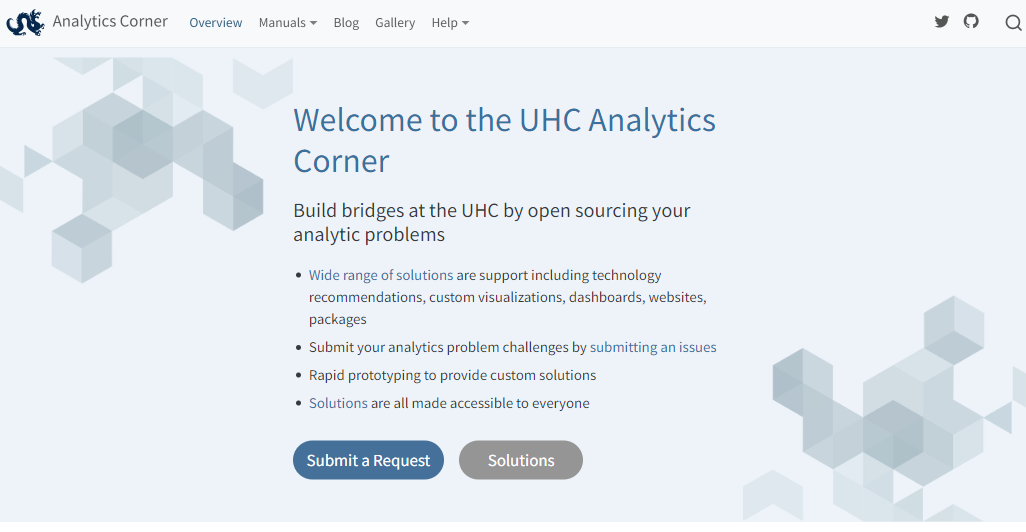 Analytics Corner Overview Manuals Blog Gallery Help
Welcome to the UHC Analytics
Corner
Build bridges at the UHC by open sourcing your
analytic problems
Wide range of solutions are support including technology
recommendations, custom visualizations, dashboards, websites,
packages
Submit your analytics problem challenges by submitting an issues
Rapid prototyping to provide custom solutions
Solutions are all made accessible to everyone
Submit a Request Solutions